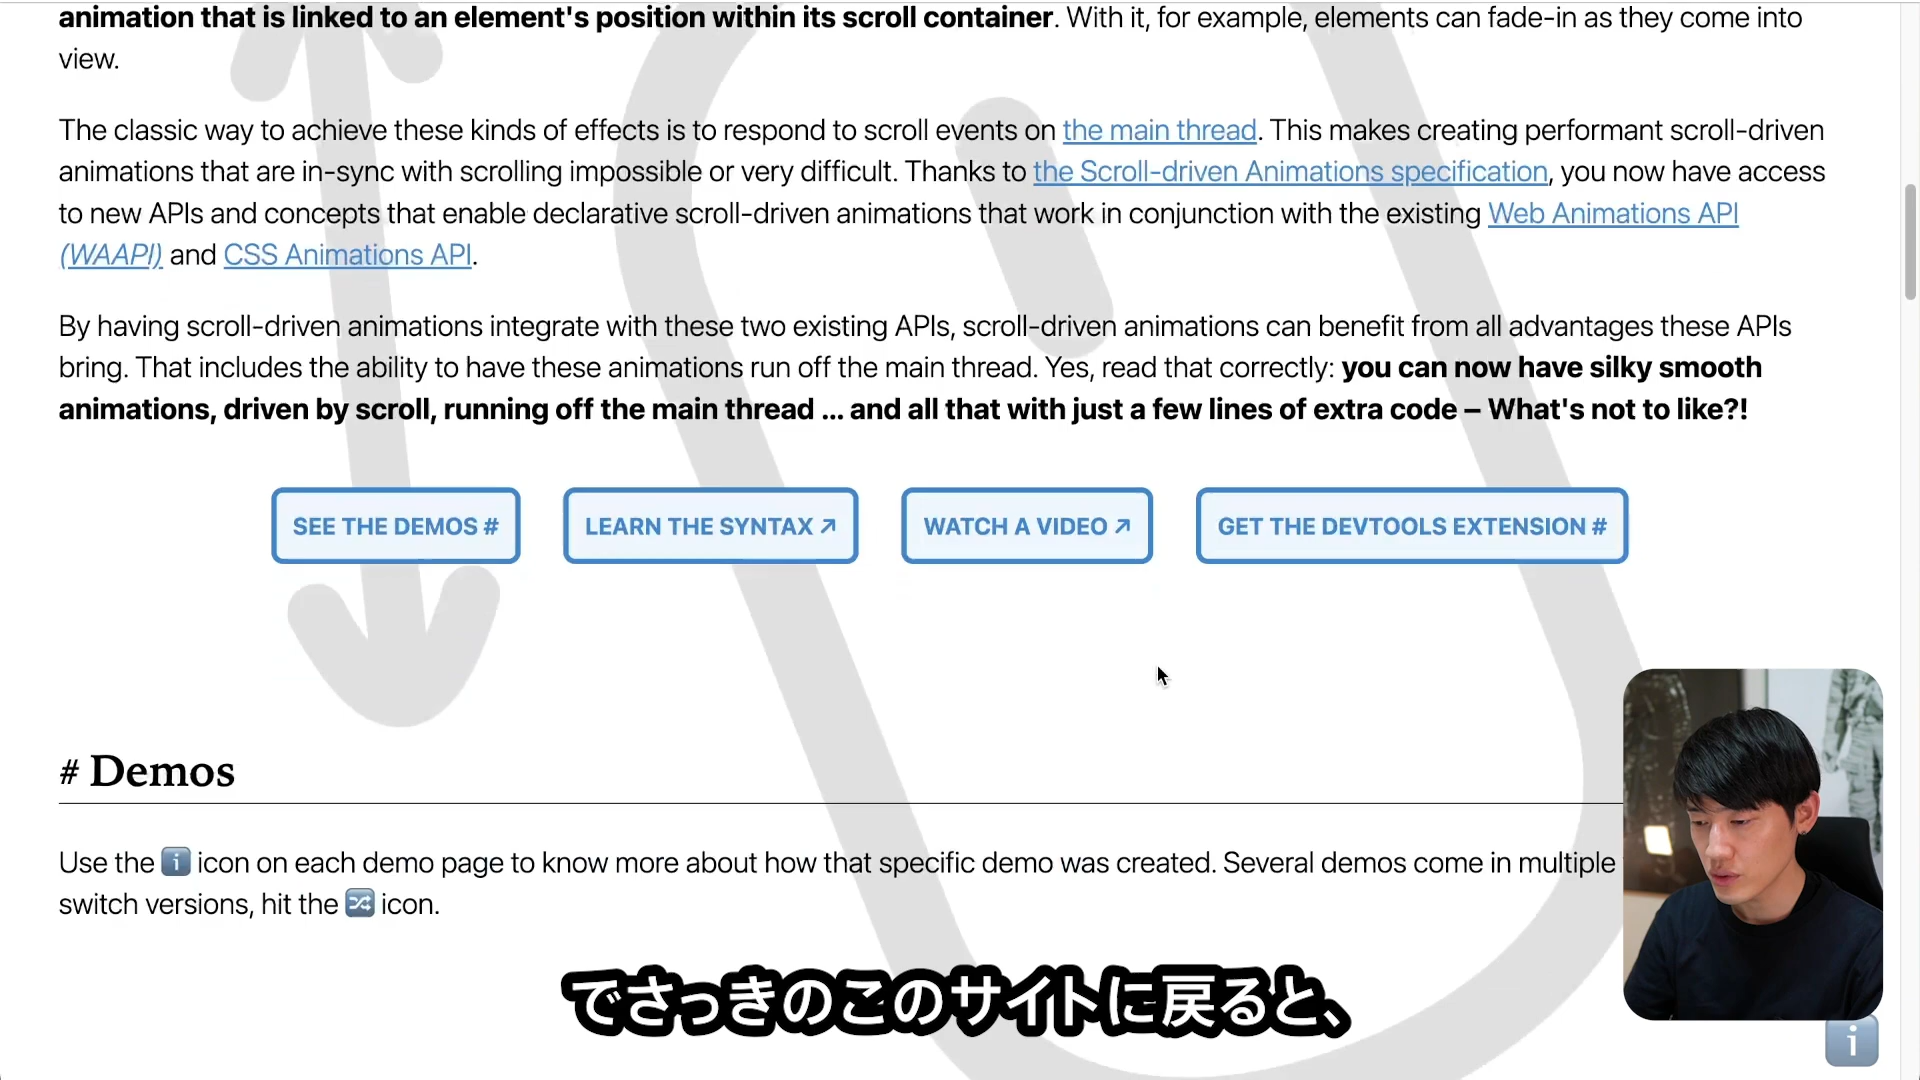 animation that is linked to an element's position within its scroll container. With it, for example, elements can fade-in as they come into
view.
The classic way to achieve these kinds of effects is to respond to scroll events on the main thread. This makes creating performant scroll-driven
animations that are in-sync with scrolling impossible or very difficult. Thanks to the Scroll-driven Animations specification, you now have access
to new APIs and concepts that enable declarative scroll-driven animations that work in conjunction with the existing Web Animations API
(WAAPI) and CSS Animations API.
By having scroll-driven animations integrate with these two existing APIs, scroll-driven animations can benefit from all advantages these APIs
bring. That includes the ability to have these animations run off the main thread. Yes, read that correctly: you can now have silky smooth
animations, driven by scroll, running off the main thread … and all that with just a few lines of extra code – What's not to like?!
SEE THE DEMOS #
LEARN THE SYNTAX ↗
WATCH A VIDEO ↗
GET THE DEVTOOLS EXTENSION #
# Demos
Use the ℹ️ icon on each demo page to know more about how that specific demo was created. Several demos come in multiple
switch versions, hit the 🔀 icon.
でさっきのこのサイトに戻ると、
ℹ️